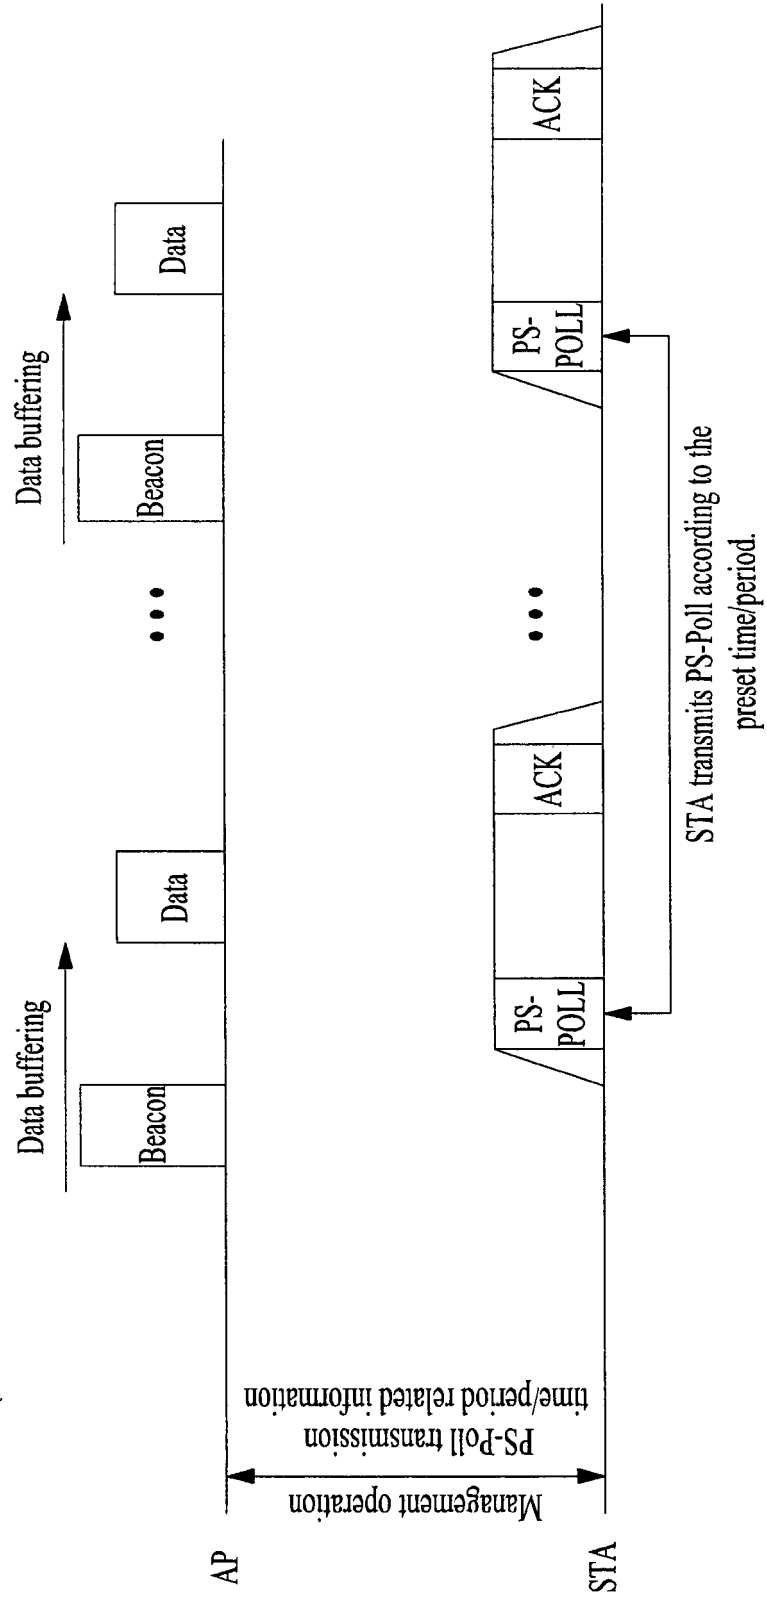 Data buffering
Data buffering
Beacon
Data
Beacon
Data
AP
Management operation
PS-Poll transmission
time/period related information
PS-
POLL
ACK
PS-
POLL
ACK
STA
STA transmits PS-Poll according to the
preset time/period.